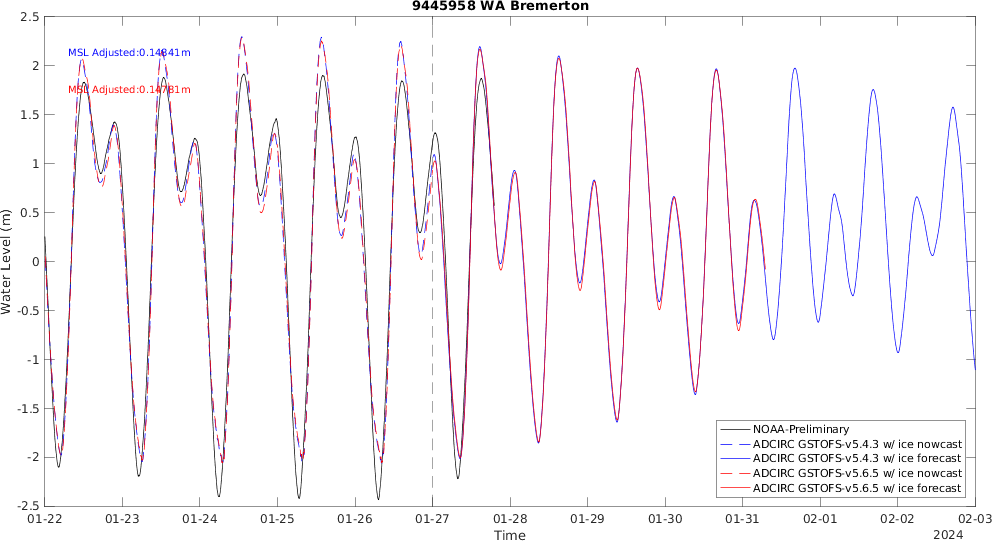 9445958 WA Bremerton
2.5
2
1.5
1
0.5
0
-0.5
-1
-1.5
-2
-2.5
Water Level (m)
MSL Adjusted:0.14841m
MSL Adjusted:0.14781m
NOAA-Preliminary
ADCIRC GSTOFS-v5.4.3 w/ ice nowcast
ADCIRC GSTOFS-v5.4.3 w/ ice forecast
ADCIRC GSTOFS-v5.6.5 w/ ice nowcast
ADCIRC GSTOFS-v5.6.5 w/ ice forecast
01-22 01-23 01-24 01-25 01-26 01-27 01-28 01-29 01-30 01-31 02-01 02-02 02-03
Time
2024